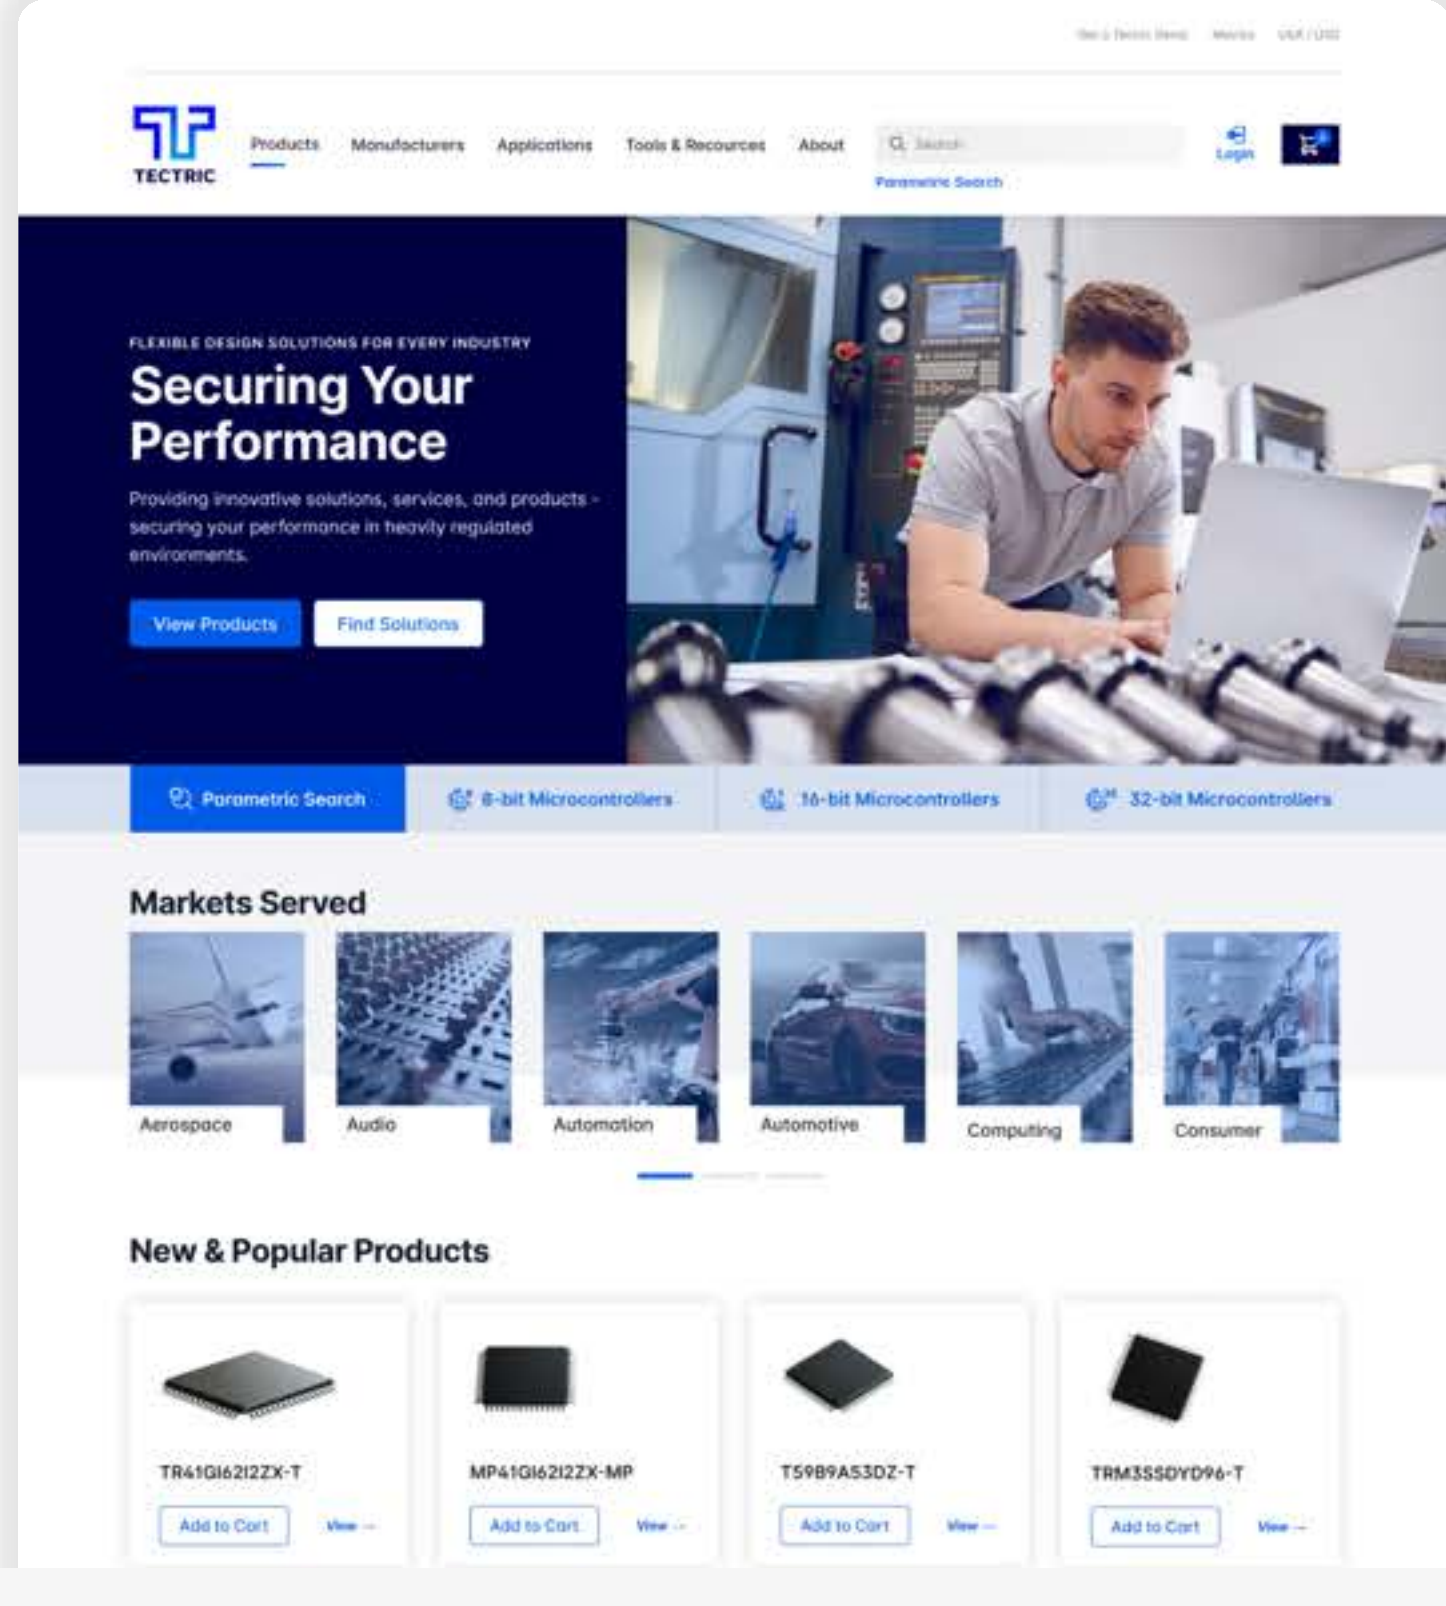 TECTRIC
Products
Manufacturers
Applications
Tools & Recources
About
Search
Parametric Search
Login
FLEXIBLE DESIGN SOLUTIONS FOR EVERY INDUSTRY
Securing Your
Performance
Providing innovative solutions, services, and products -
securing your performance in heavily regulated
environments.
View Products
Find Solutions
Parametric Search
8-bit Microcontrollers
16-bit Microcontrollers
32-bit Microcontrollers
Markets Served
Aerospace
Audio
Automation
Automotive
Computing
Consumer
New & Popular Products
TR41GI62I2ZX-T
MP41GI62I2ZX-MP
TS9B9A53DZ-T
TRM3SSDYD96-T
Add to Cart
View
Add to Cart
View
Add to Cart
View
Add to Cart
View